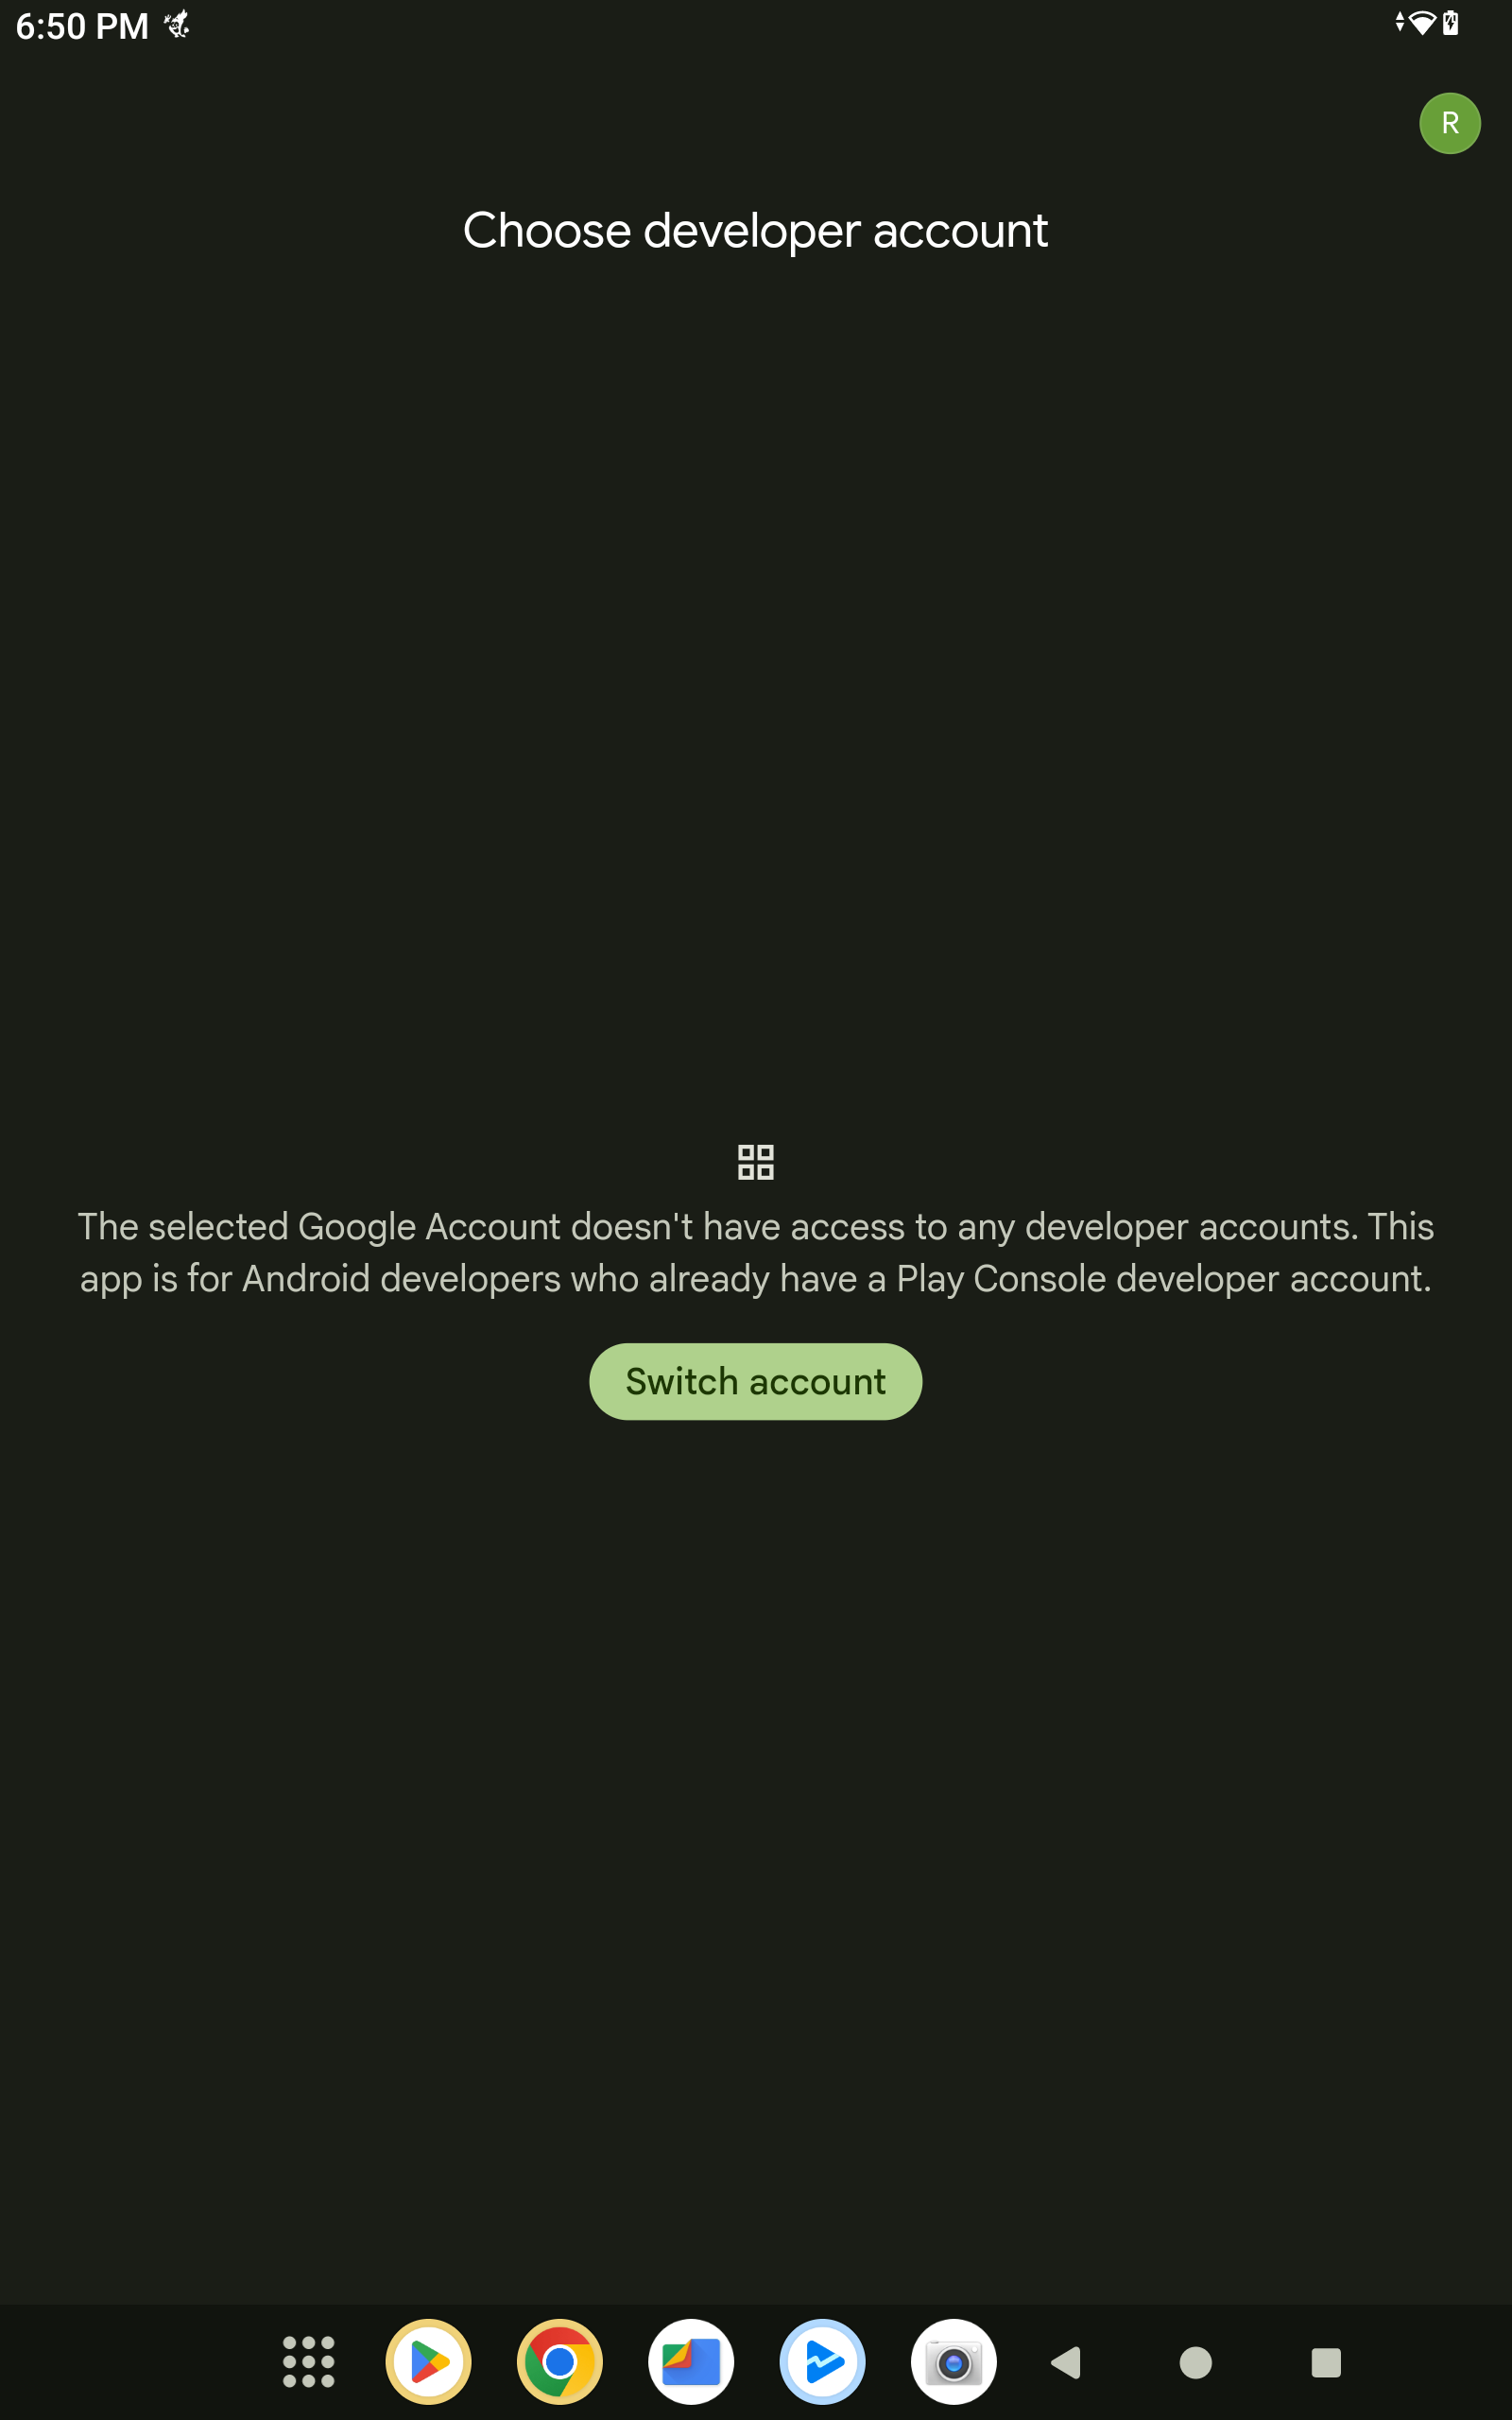 6:50 PM
R
Choose developer account
The selected Google Account doesn't have access to any developer accounts. This
app is for Android developers who already have a Play Console developer account.
Switch account